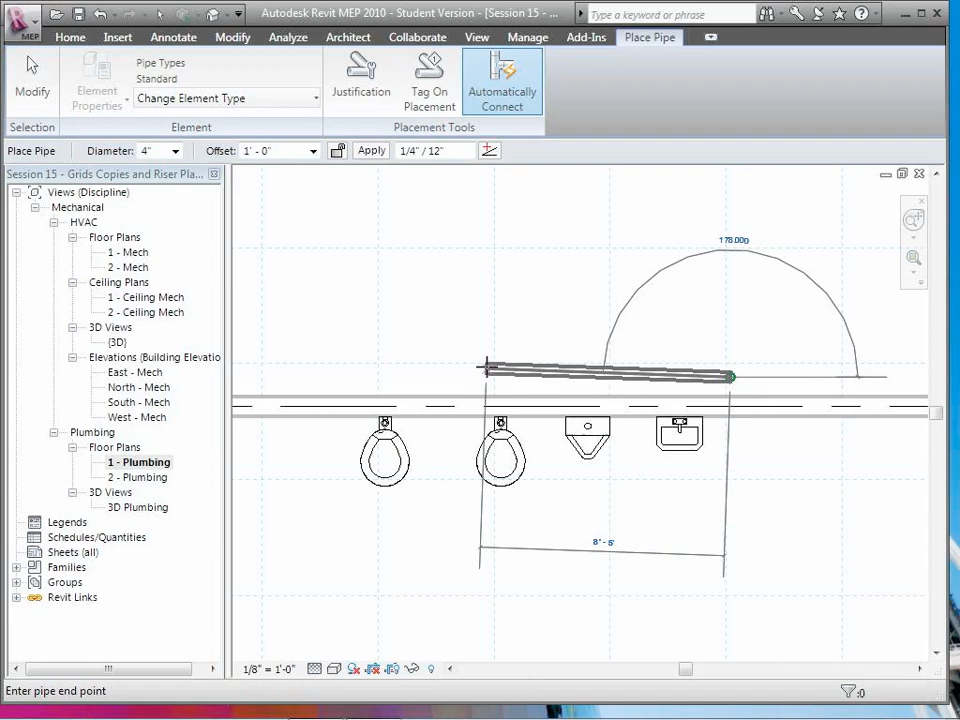 Autodesk Revit MEP 2010 - Student Version - [Session 15 - ...
Type a keyword or phrase
MEP
Home Insert Annotate Modify Analyze Architect Collaborate View Manage Add-Ins Place Pipe
Modify
Element
Properties
Pipe Types
Standard
Change Element Type
Justification
Tag On
Placement
Automatically
Connect
Selection
Element
Placement Tools
Place Pipe
Diameter: 4"
Offset: 1' - 0"
Apply
1/4" / 12"
Session 15 - Grids Copies and Riser Pla...
Views (Discipline)
Mechanical
HVAC
Floor Plans
1 - Mech
2 - Mech
Ceiling Plans
1 - Ceiling Mech
2 - Ceiling Mech
3D Views
{3D}
Elevations (Building Elevatio
East - Mech
North - Mech
South - Mech
West - Mech
Plumbing
Floor Plans
1 - Plumbing
2 - Plumbing
3D Views
3D Plumbing
Legends
Schedules/Quantities
Sheets (all)
Families
Groups
Revit Links
178.000
8' - 5"
1/8" = 1'-0"
Enter pipe end point
:0